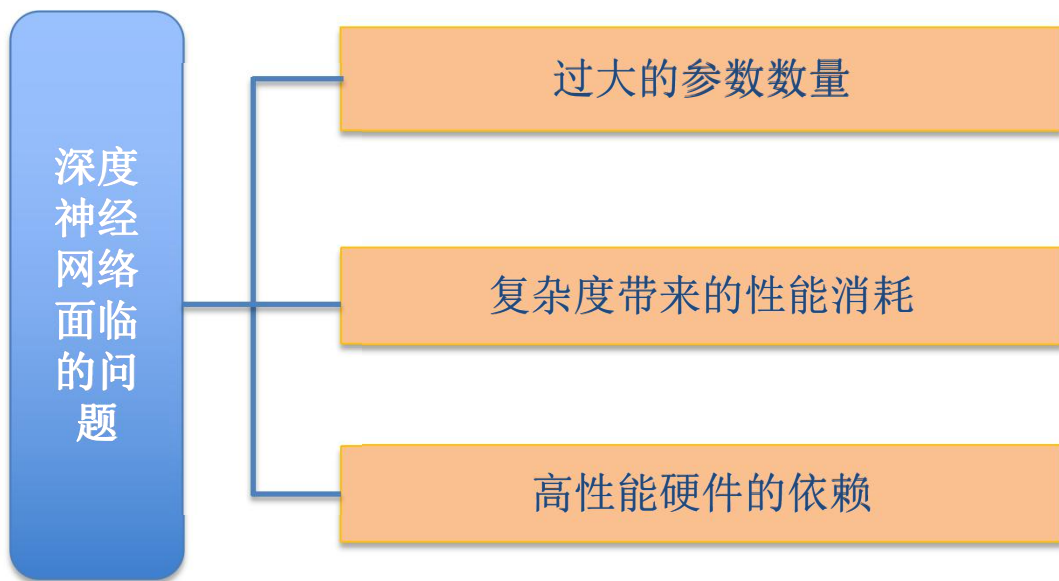 深度
神经
网络
面临
的问
题
过大的参数数量
复杂度带来的性能消耗
高性能硬件的依赖